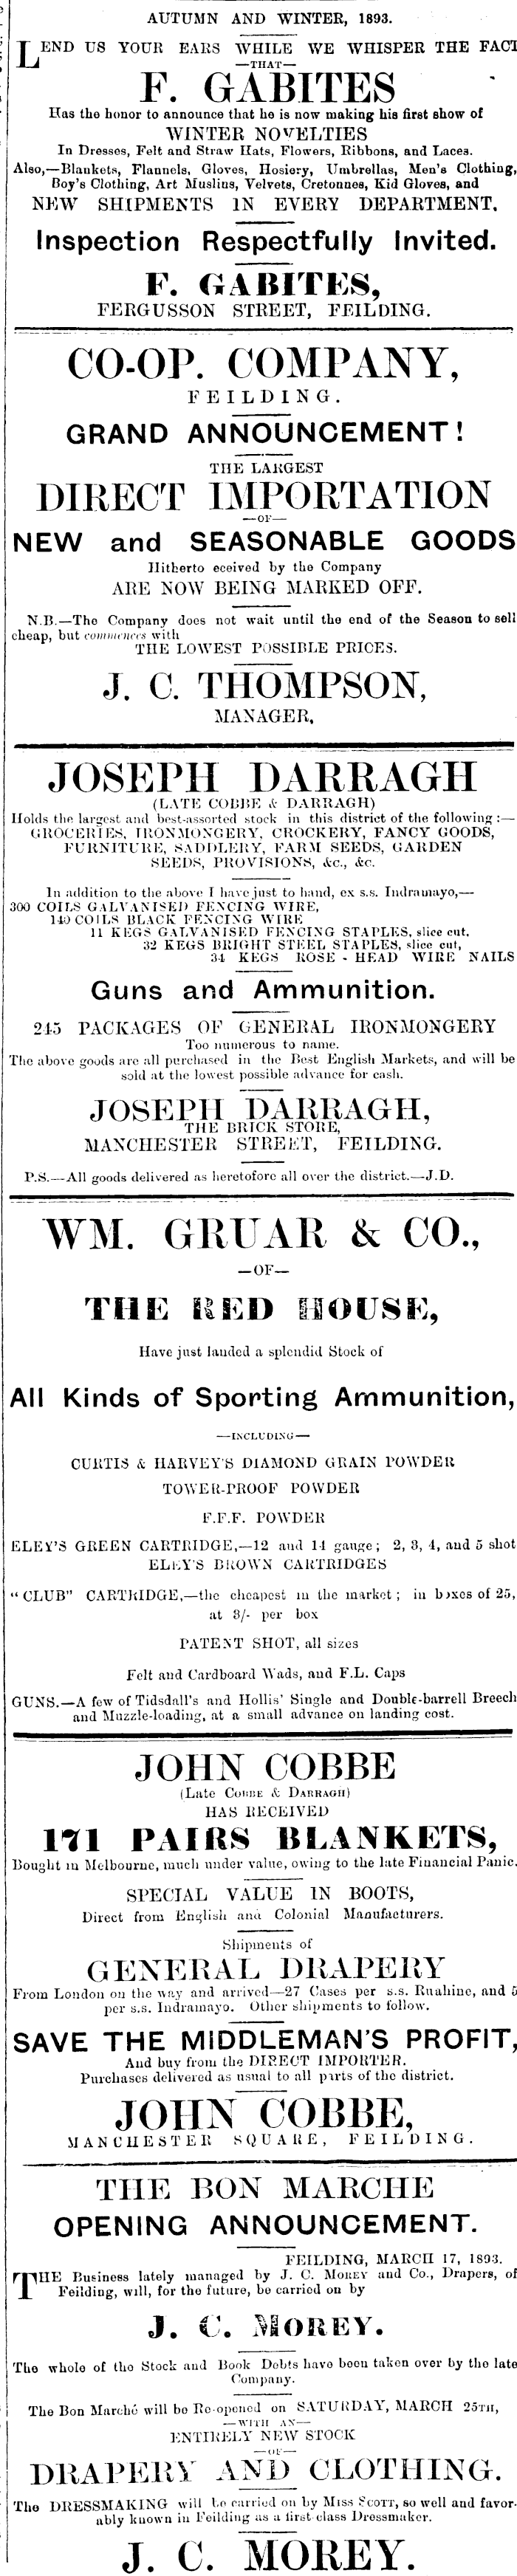 AUTUMN AND WINTER, 1893.
LEND US YOUR EARS WHILE WE WHISPER THE FACT
—THAT—
F. GABITES
Has the honor to announce that he is now making his first show of
WINTER NOVELTIES
In Dresses, Felt and Straw Hats, Flowers, Ribbons, and Laces.
Also,—Blankets, Flannels, Gloves, Hosiery, Umbrellas, Men's Clothing,
Boy's Clothing, Art Muslins, Velvets, Cretonnes, Kid Gloves, and
NEW SHIPMENTS IN EVERY DEPARTMENT.
Inspection Respectfully Invited.
F. GABITES,
FERGUSSON STREET, FEILDING.
CO-OP. COMPANY,
FEILDING.
GRAND ANNOUNCEMENT!
THE LARGEST
DIRECT IMPORTATION
—OF—
NEW and SEASONABLE GOODS
Hitherto eceived by the Company
ARE NOW BEING MARKED OFF.
N.B.—The Company does not wait until the end of the Season to sell
cheap, but commences with
THE LOWEST POSSIBLE PRICES.
J. C. THOMPSON,
MANAGER,
JOSEPH DARRAGH
(LATE COBBE & DARRAGH)
Holds the largest and best-assorted stock in this district of the following:—
GROCERIES, IRONMONGERY, CROCKERY, FANCY GOODS,
FURNITURE, SADDLERY, FARM SEEDS, GARDEN
SEEDS, PROVISIONS, &c., &c.
In addition to the above I have just to hand, ex s.s. Indramayo,—
300 COILS GALVANISED FENCING WIRE,
140 COILS BLACK FENCING WIRE
11 KEGS GALVANISED FENCING STAPLES, slice cut.
32 KEGS BRIGHT STEEL STAPLES, slice cut,
34 KEGS ROSE-HEAD WIRE NAILS
Guns and Ammunition.
245 PACKAGES OF GENERAL IRONMONGERY
Too numerous to name.
The above goods are all purchased in the Best English Markets, and will be
sold at the lowest possible advance for cash.
JOSEPH DARRAGH,
THE BRICK STORE,
MANCHESTER STREET, FEILDING.
P.S.—All goods delivered as heretofore all over the district.—J.D.
WM. GRUAR & CO.,
—OF—
THE RED HOUSE,
Have just landed a splendid Stock of
All Kinds of Sporting Ammunition,
—INCLUDING—
CURTIS & HARVEY'S DIAMOND GRAIN POWDER
TOWER-PROOF POWDER
F.F.F. POWDER
ELEY'S GREEN CARTRIDGE,—12 and 14 gauge; 2, 3, 4, and 5 shot
ELEY'S BROWN CARTRIDGES
"CLUB" CARTRIDGE,—the cheapest in the market; in boxes of 25,
at 3/- per box
PATENT SHOT, all sizes
Felt and Cardboard Wads, and F.L. Caps
GUNS.—A few of Tidsdall's and Hollis' Single and Double-barrell Breech
and Muzzle-loading, at a small advance on landing cost.
JOHN COBBE
(Late COBBE & DARRAGH)
HAS RECEIVED
171 PAIRS BLANKETS,
Bought in Melbourne, much under value, owing to the late Financial Panic.
SPECIAL VALUE IN BOOTS,
Direct from English and Colonial Manufacturers.
Shipments of
GENERAL DRAPERY
From London on the way and arrived—27 Cases per s.s. Ruahine, and 5
per s.s. Indramayo. Other shipments to follow.
SAVE THE MIDDLEMAN'S PROFIT,
And buy from the DIRECT IMPORTER.
Purchases delivered as usual to all parts of the district.
JOHN COBBE,
MANCHESTER SQUARE, FEILDING.
THE BON MARCHE
OPENING ANNOUNCEMENT.
FEILDING, MARCH 17, 1893.
THE Business lately managed by J. C. MOREY and Co., Drapers, of
Feilding, will, for the future, be carried on by
J. C. MOREY.
The whole of the Stock and Book Debts have been taken over by the late
Company.
The Bon Marché will be Re-opened on SATURDAY, MARCH 25TH,
—WITH AN—
ENTIRELY NEW STOCK
—OF—
DRAPERY AND CLOTHING.
The DRESSMAKING will be carried on by MISS SCOTT, so well and favor-
ably known in Feilding as a first-class Dressmaker.
J. C. MOREY.